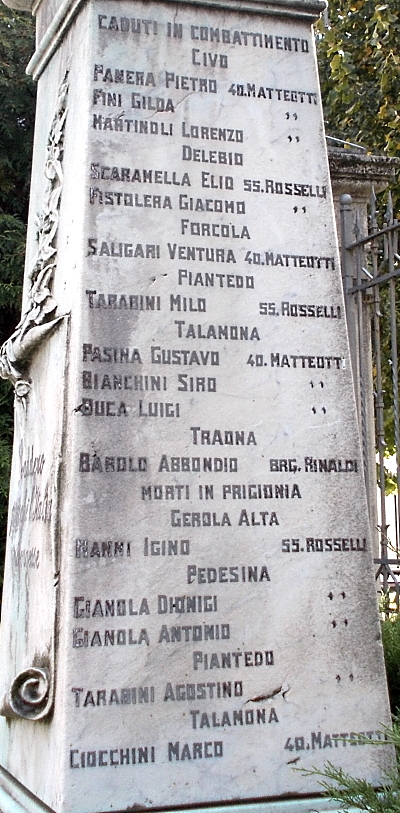 CADUTI IN COMBATTIMENTO
CIVO
PANERA PIETRO 40.MATTEOTTI
FINI GILDA "
MARTINOLI LORENZO "
DELEBIO
SCARAMELLA ELIO 55.ROSSELLI
PISTOLERA GIACOMO "
FORCOLA
SALIGARI VENTURA 40.MATTEOTTI
PIANTEDO
TARABINI MILO 55.ROSSELLI
TALAMONA
PASINA GUSTAVO 40.MATTEOTTI
BIANCHINI SIRO "
DUCA LUIGI "
TRAONA
BAROLO ABBONDIO BRG.RINALDI
MORTI IN PRIGIONIA
GEROLA ALTA
NANNI IGINO 55.ROSSELLI
PEDESINA
GIANOLA DIONIGI "
GIANOLA ANTONIO "
PIANTEDO
TARABINI AGOSTINO "
TALAMONA
CIOCCHINI MARCO 40.MATTEOTTI